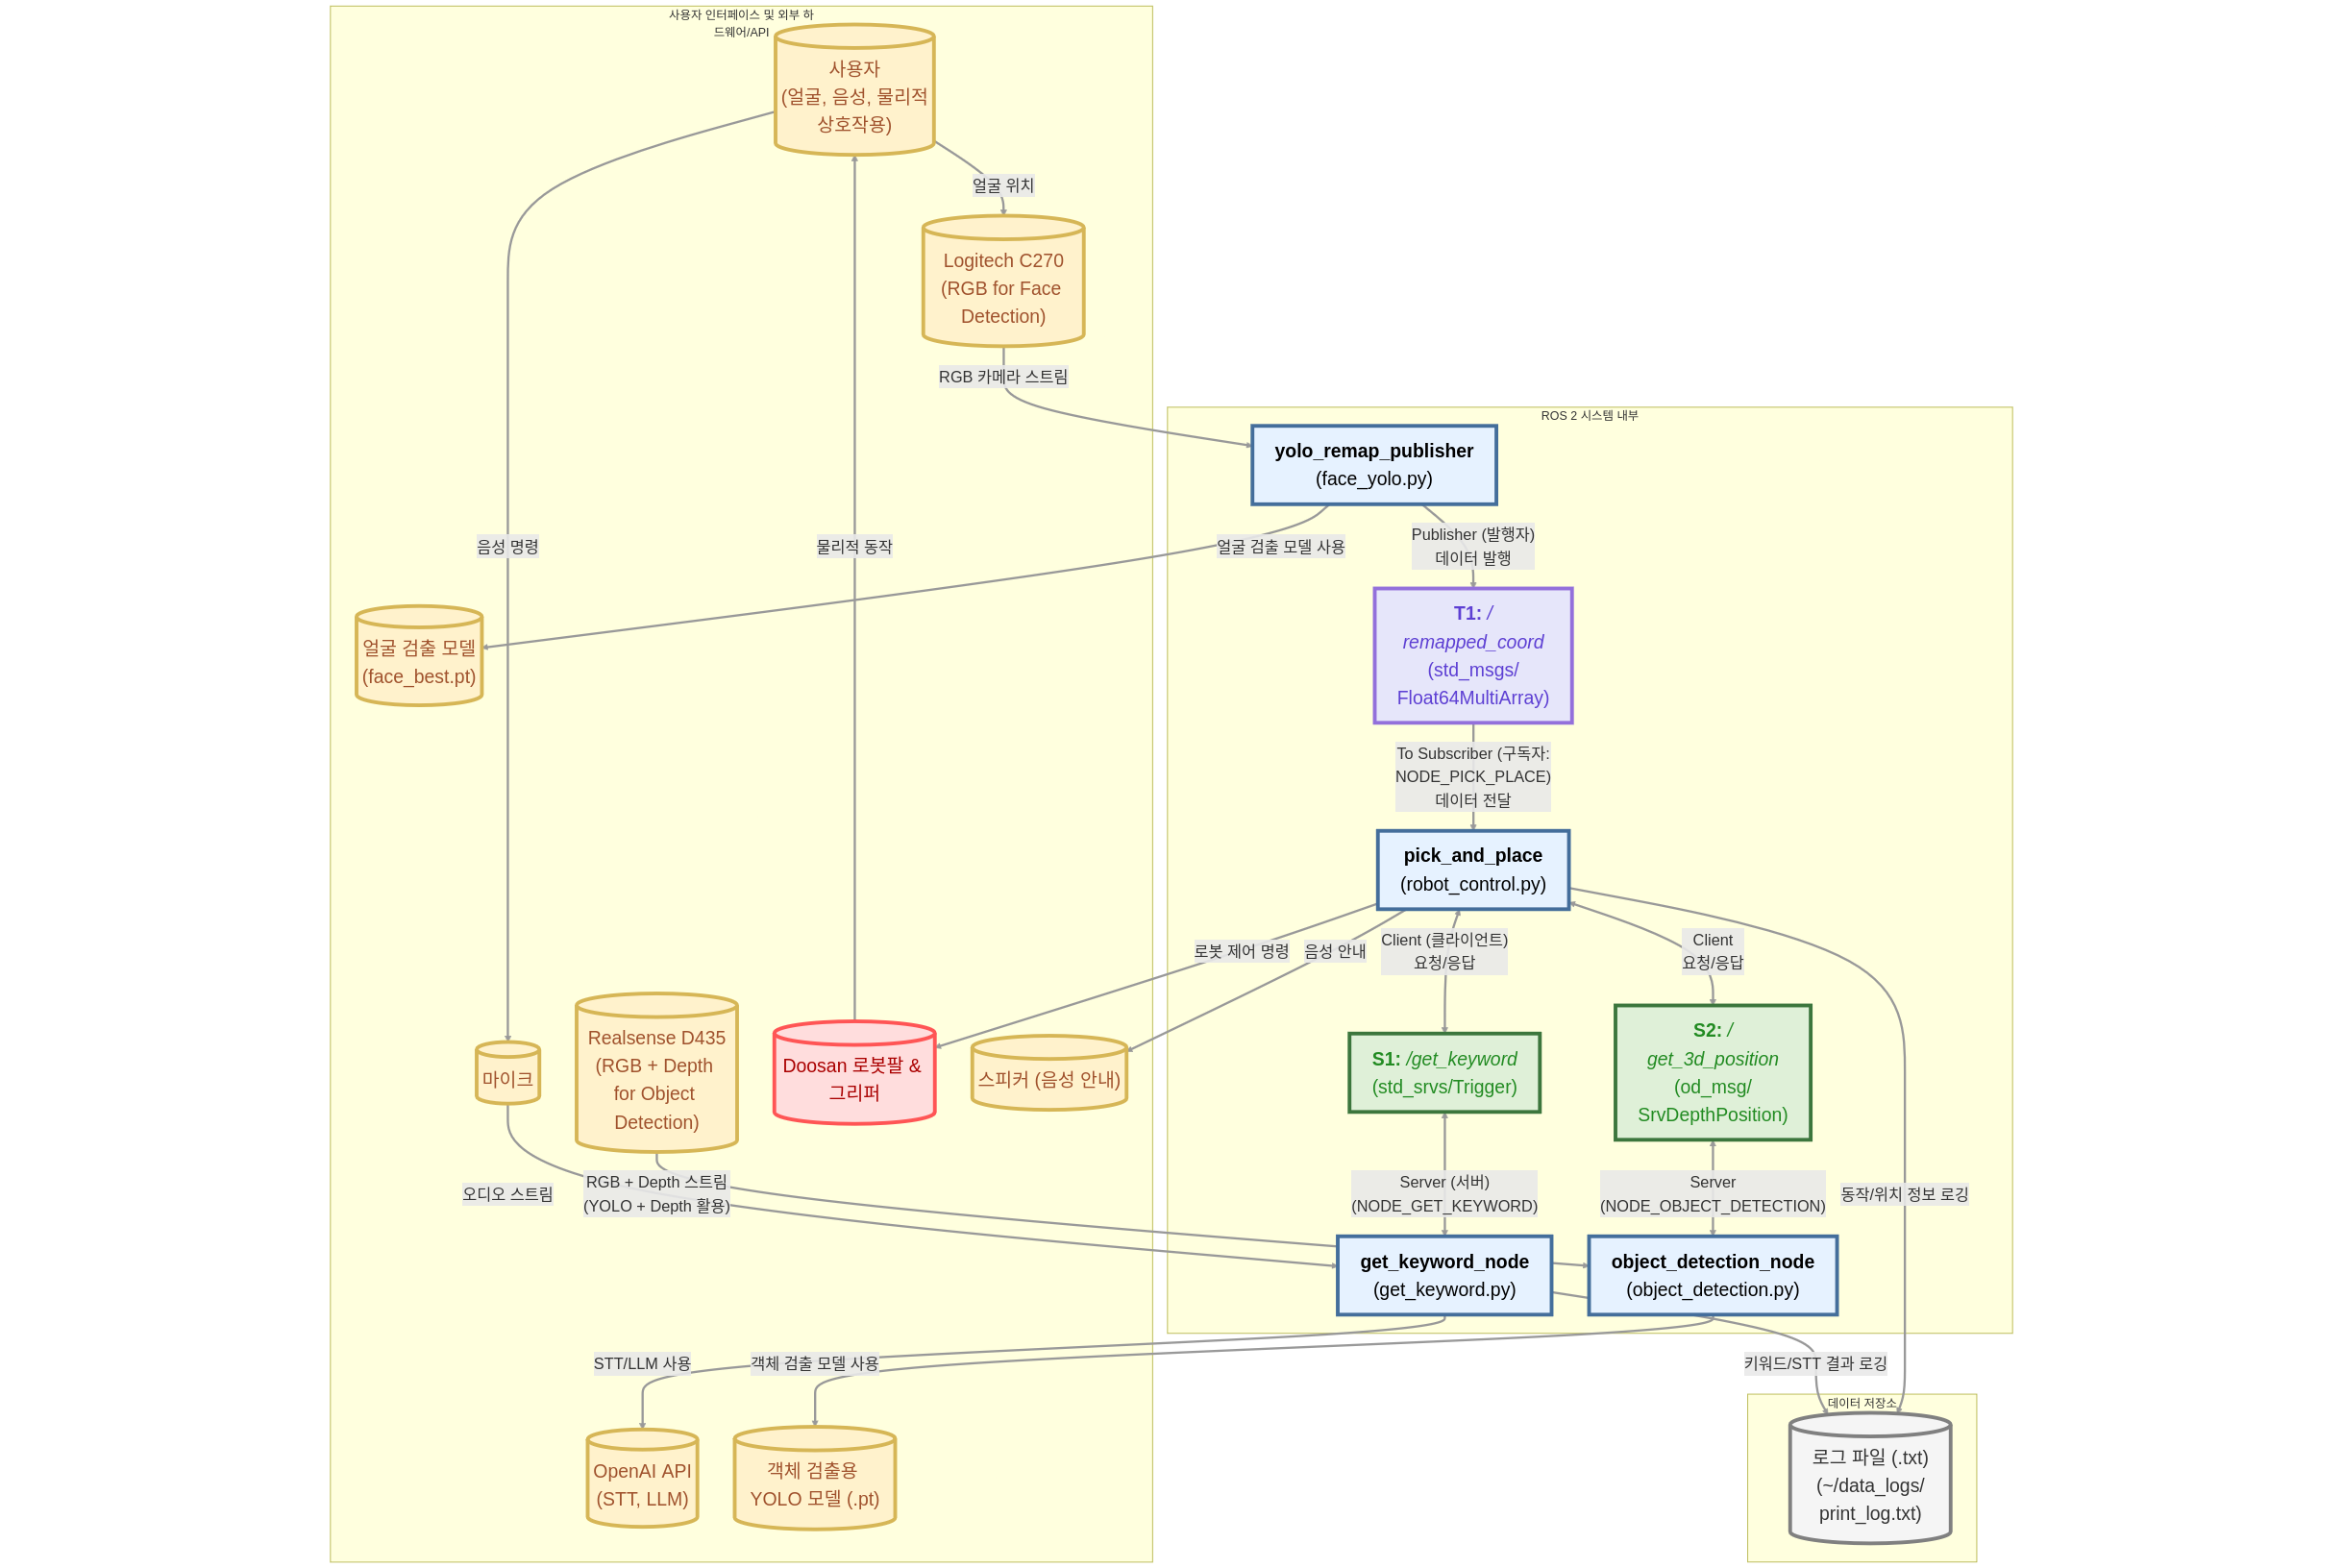 사용자 인터페이스 및 외부 하
드웨어/API
사용자
(얼굴, 음성, 물리적
상호작용)
얼굴 위치
Logitech C270
(RGB for Face
Detection)
RGB 카메라 스트림
ROS 2 시스템 내부
yolo_remap_publisher
(face_yolo.py)
음성 명령
물리적 동작
얼굴 검출 모델 사용
Publisher (발행자)
데이터 발행
얼굴 검출 모델
(face_best.pt)
T1: /
remapped_coord
(std_msgs/
Float64MultiArray)
To Subscriber (구독자:
NODE_PICK_PLACE)
데이터 전달
pick_and_place
(robot_control.py)
로봇 제어 명령
음성 안내
Client (클라이언트)
요청/응답
Client
요청/응답
마이크
Realsense D435
(RGB + Depth
for Object
Detection)
Doosan 로봇팔 &
그리퍼
스피커 (음성 안내)
S1: /get_keyword
(std_srvs/Trigger)
S2: /
get_3d_position
(od_msg/
SrvDepthPosition)
오디오 스트림
RGB + Depth 스트림
(YOLO + Depth 활용)
Server (서버)
(NODE_GET_KEYWORD)
Server
(NODE_OBJECT_DETECTION)
동작/위치 정보 로깅
get_keyword_node
(get_keyword.py)
object_detection_node
(object_detection.py)
STT/LLM 사용
객체 검출 모델 사용
키워드/STT 결과 로깅
OpenAI API
(STT, LLM)
객체 검출용
YOLO 모델 (.pt)
데이터 저장소
로그 파일 (.txt)
(~/data_logs/
print_log.txt)